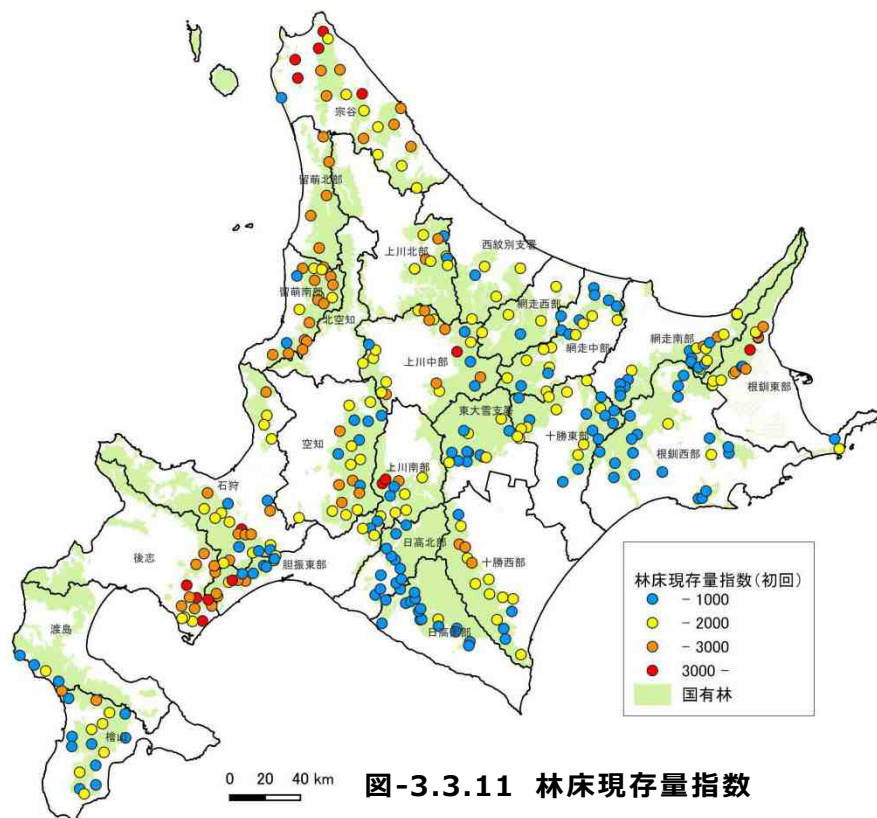 宗谷
留萌北部
上川北部
西紋別支署
留萌南部
網走西部
北空知
網走南部
網走中部
上川中部
根釧東部
東大雪支署
空知
十勝東部
根釧西部
上川南部
石狩
日高北部
十勝西部
後志
胆振東部
渡島
日高南部
檜山
林床現存量指数(初回)
- 1000
- 2000
- 3000
3000 -
国有林
0 20 40 km
図-3.3.11 林床現存量指数